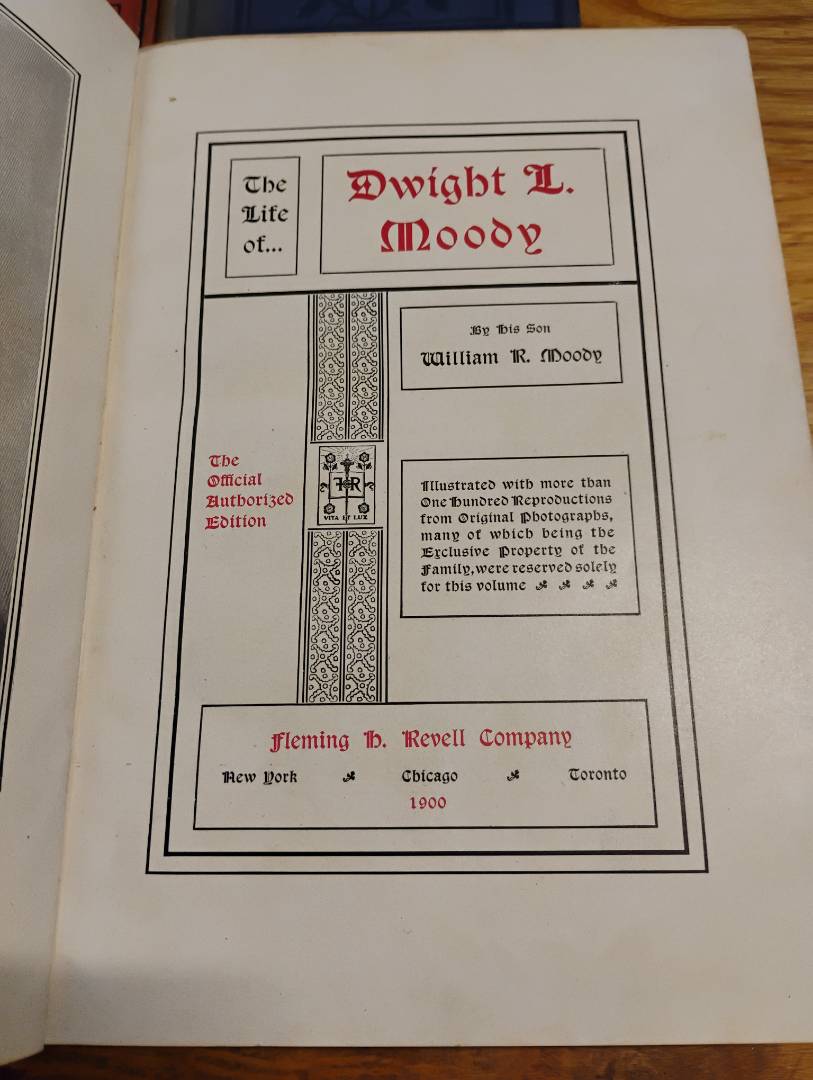 The
Life
of...
Dwight L.
Moody
By His Son
William R. Moody
The
Official
Authorized
Edition
FHR
VITA ET LUX
Illustrated with more than
One Hundred Reproductions
from Original Photographs,
many of which being the
Exclusive Property of the
Family, were reserved solely
for this volume
Fleming H. Revell Company
New York Chicago Toronto
1900